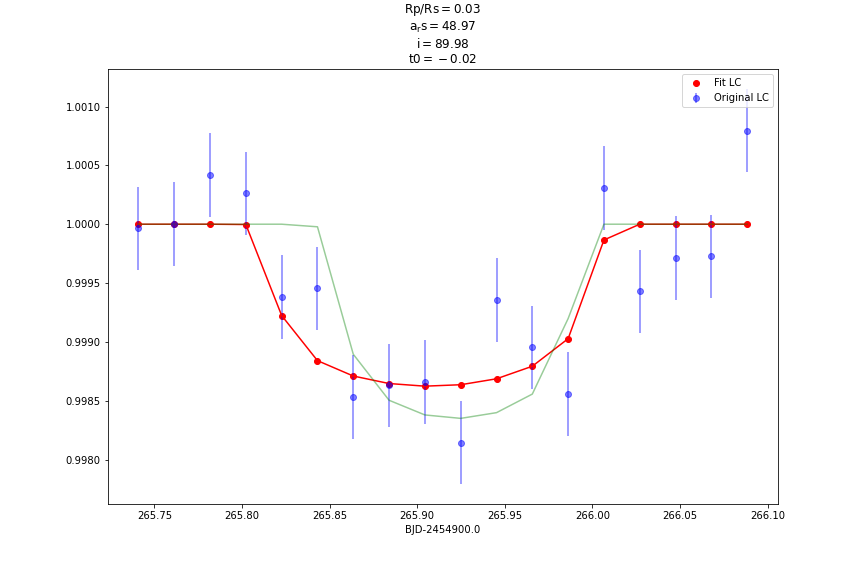 Rp/Rs = 0.03
a_rs = 48.97
i = 89.98
t0 = −0.02
Fit LC
Original LC
1.0010
1.0005
1.0000
0.9995
0.9990
0.9985
0.9980
265.75 265.80 265.85 265.90 265.95 266.00 266.05 266.10
BJD-2454900.0